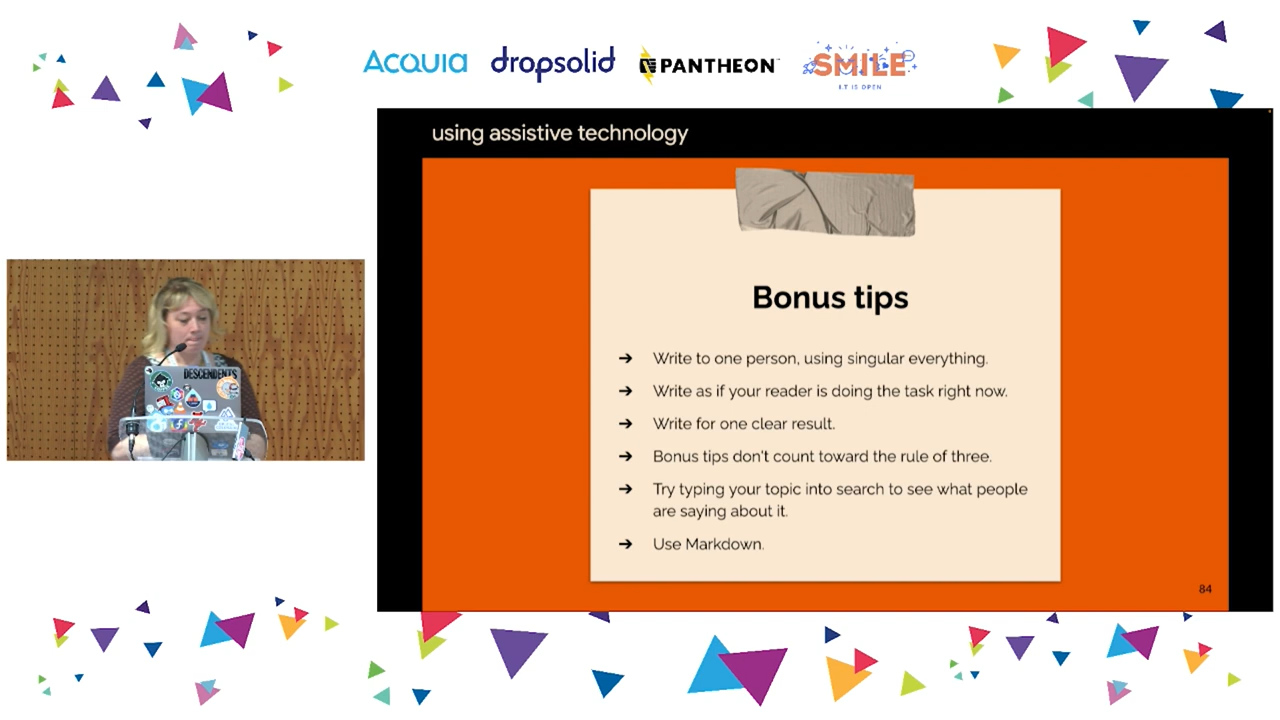 ACQUIA dropsolid PANTHEON SMILE
I.T IS OPEN
using assistive technology
Bonus tips
➔ Write to one person, using singular everything.
➔ Write as if your reader is doing the task right now.
➔ Write for one clear result.
➔ Bonus tips don't count toward the rule of three.
➔ Try typing your topic into search to see what people
are saying about it.
➔ Use Markdown.
84
DESCENDENTS